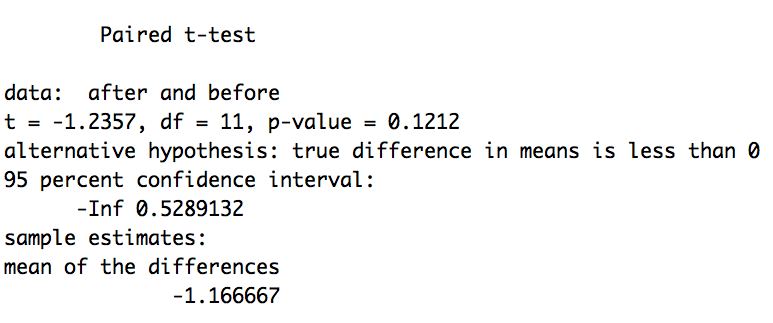 Paired t-test
data:  after and before
t = -1.2357, df = 11, p-value = 0.1212
alternative hypothesis: true difference in means is less than 0
95 percent confidence interval:
-Inf 0.5289132
sample estimates:
mean of the differences
-1.166667